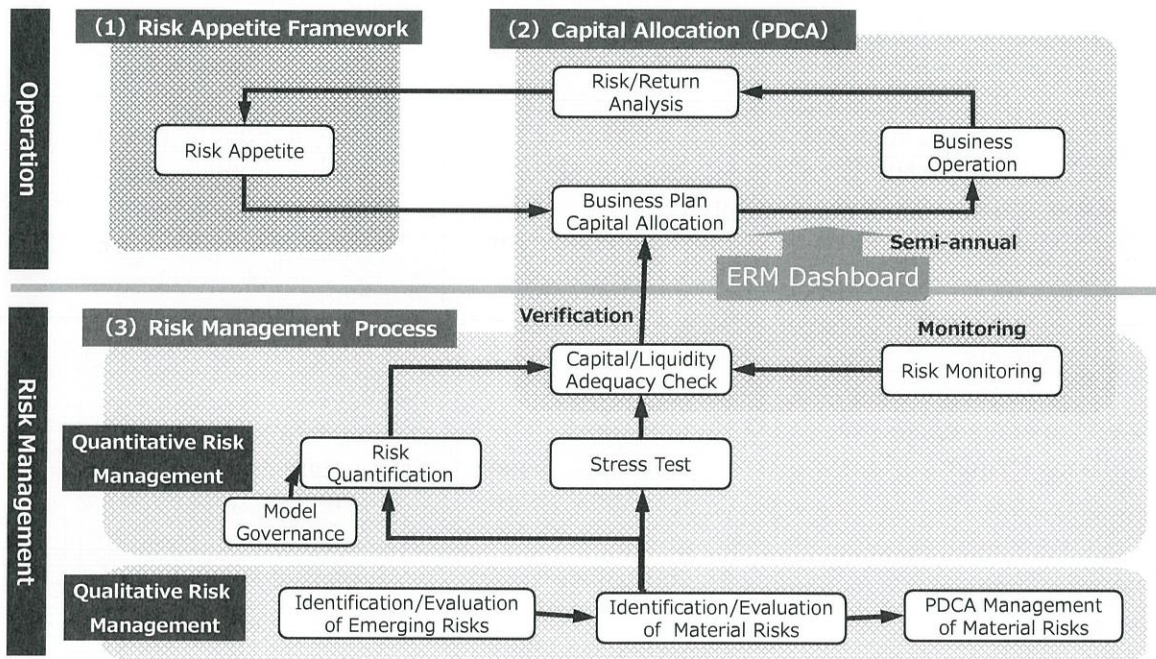 (1) Risk Appetite Framework
(2) Capital Allocation (PDCA)
Operation
Risk/Return
Analysis
Risk Appetite
Business
Operation
Business Plan
Capital Allocation
Semi-annual
ERM Dashboard
Verification
(3) Risk Management Process
Monitoring
Risk Management
Capital/Liquidity
Adequacy Check
Risk Monitoring
Quantitative Risk
Management
Risk
Quantification
Stress Test
Model
Governance
Qualitative Risk
Management
Identification/Evaluation
of Emerging Risks
Identification/Evaluation
of Material Risks
PDCA Management
of Material Risks